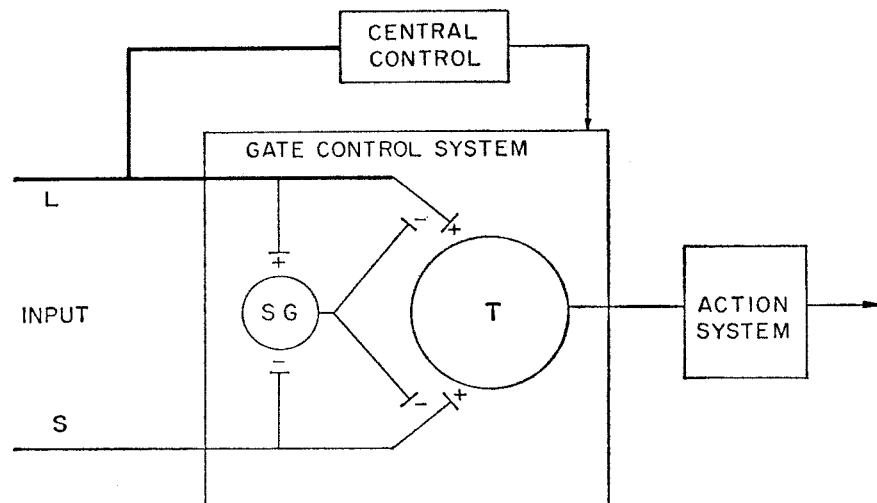 CENTRAL
CONTROL
GATE CONTROL SYSTEM
L
- +
+
SG
T
INPUT
ACTION
SYSTEM
-
- +
S